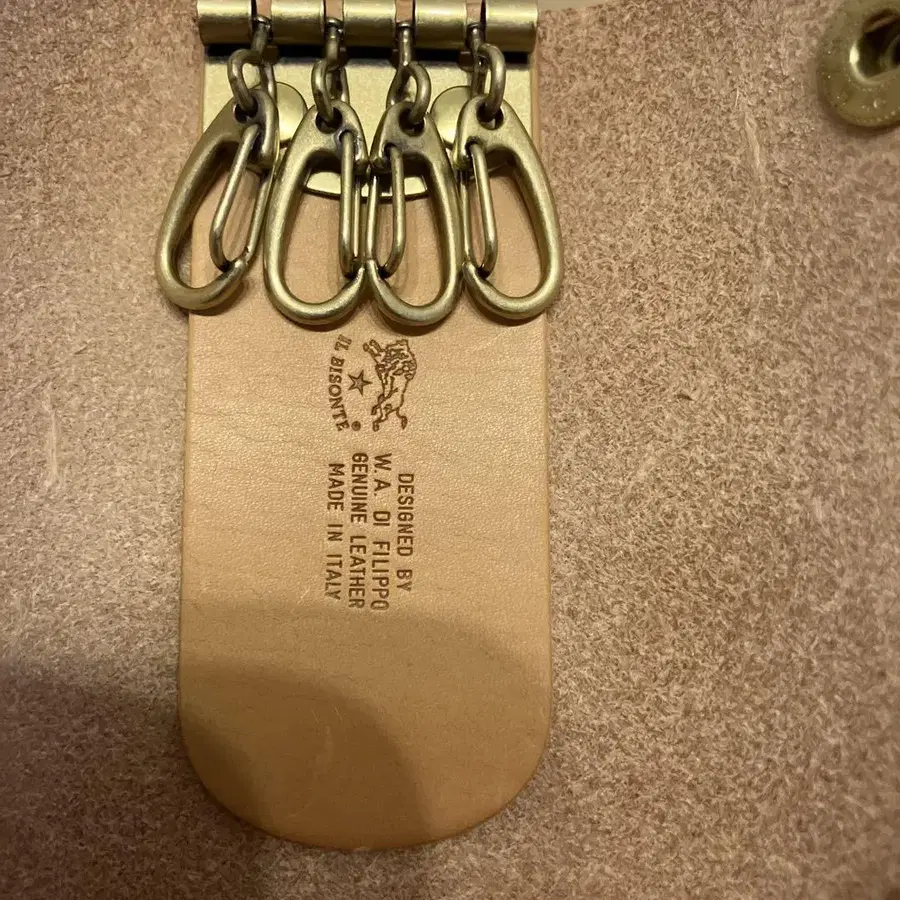 IL BISONTE®
DESIGNED BY
W.A. DI FILIPPO
GENUINE LEATHER
MADE IN ITALY